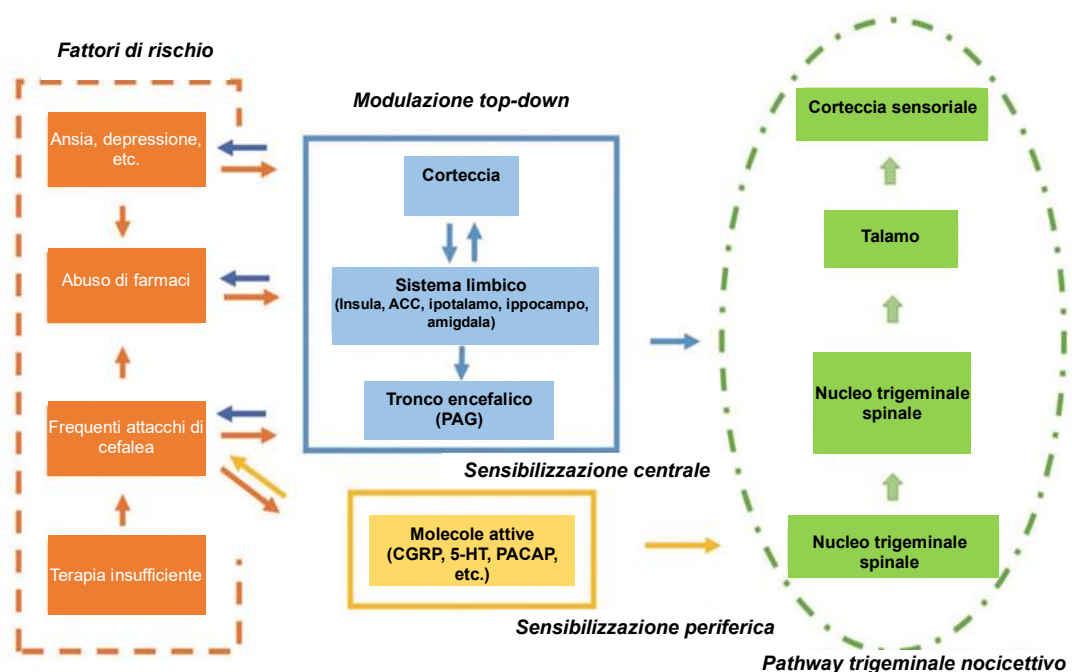 Fattori di rischio
Ansia, depressione,
etc.
Abuso di farmaci
Frequenti attacchi di
cefalea
Terapia insufficiente
Modulazione top-down
Corteccia
Sistema limbico
(Insula, ACC, ipotalamo, ippocampo,
amigdala)
Tronco encefalico
(PAG)
Sensibilizzazione centrale
Molecole attive
(CGRP, 5-HT, PACAP,
etc.)
Sensibilizzazione periferica
Corteccia sensoriale
Talamo
Nucleo trigeminale
spinale
Nucleo trigeminale
spinale
Pathway trigeminale nocicettivo